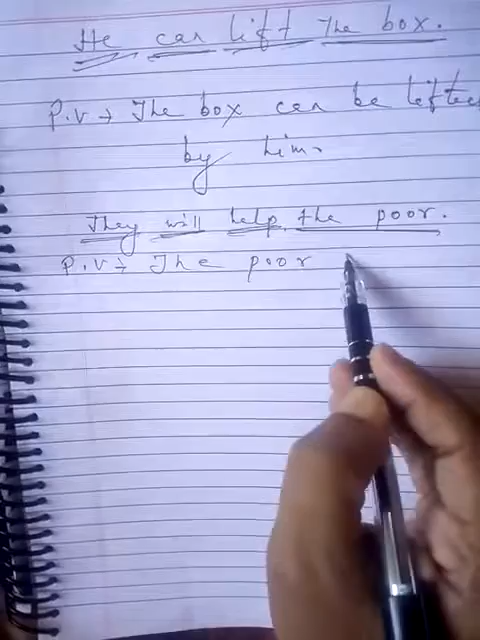 He can lift The box.
P.V → The box can be lifted
by him.
They will help the poor.
P.V → The poor